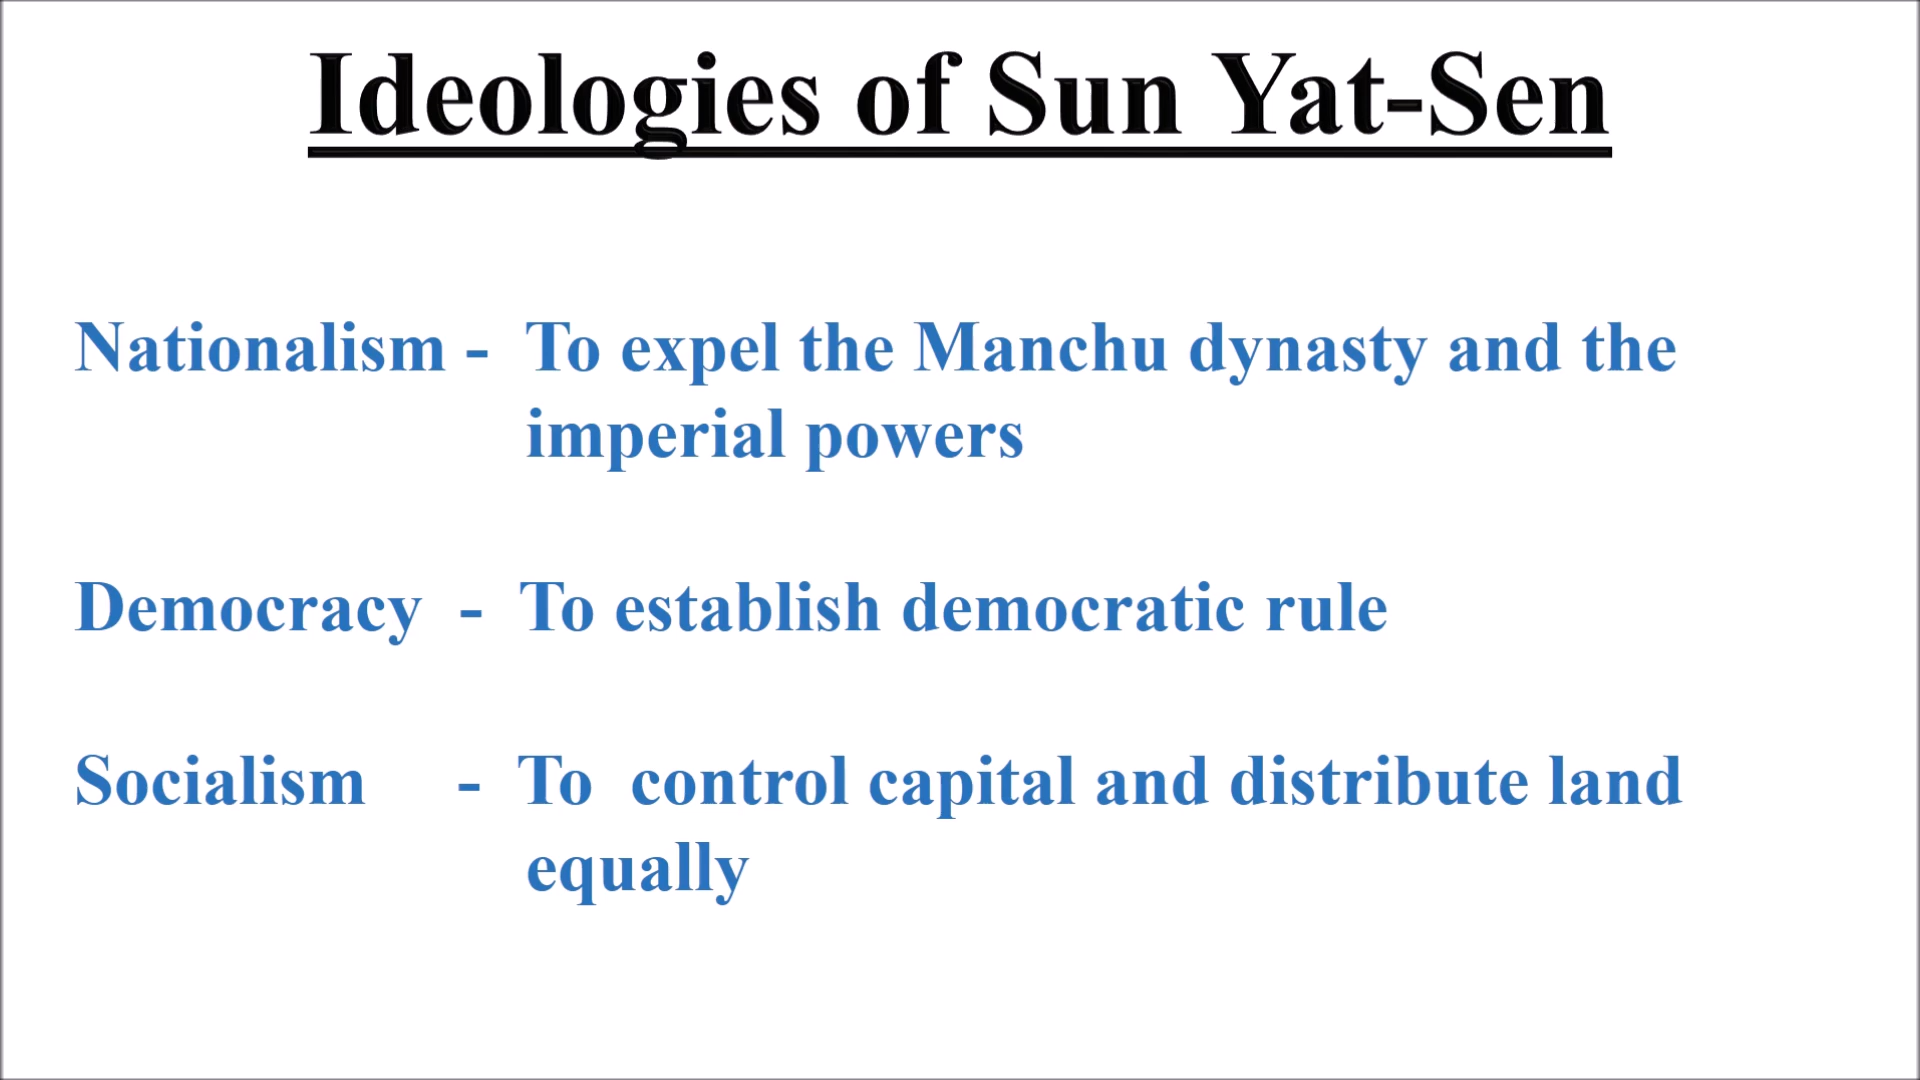 Ideologies of Sun Yat-Sen
Nationalism - To expel the Manchu dynasty and the
imperial powers
Democracy - To establish democratic rule
Socialism - To control capital and distribute land
equally